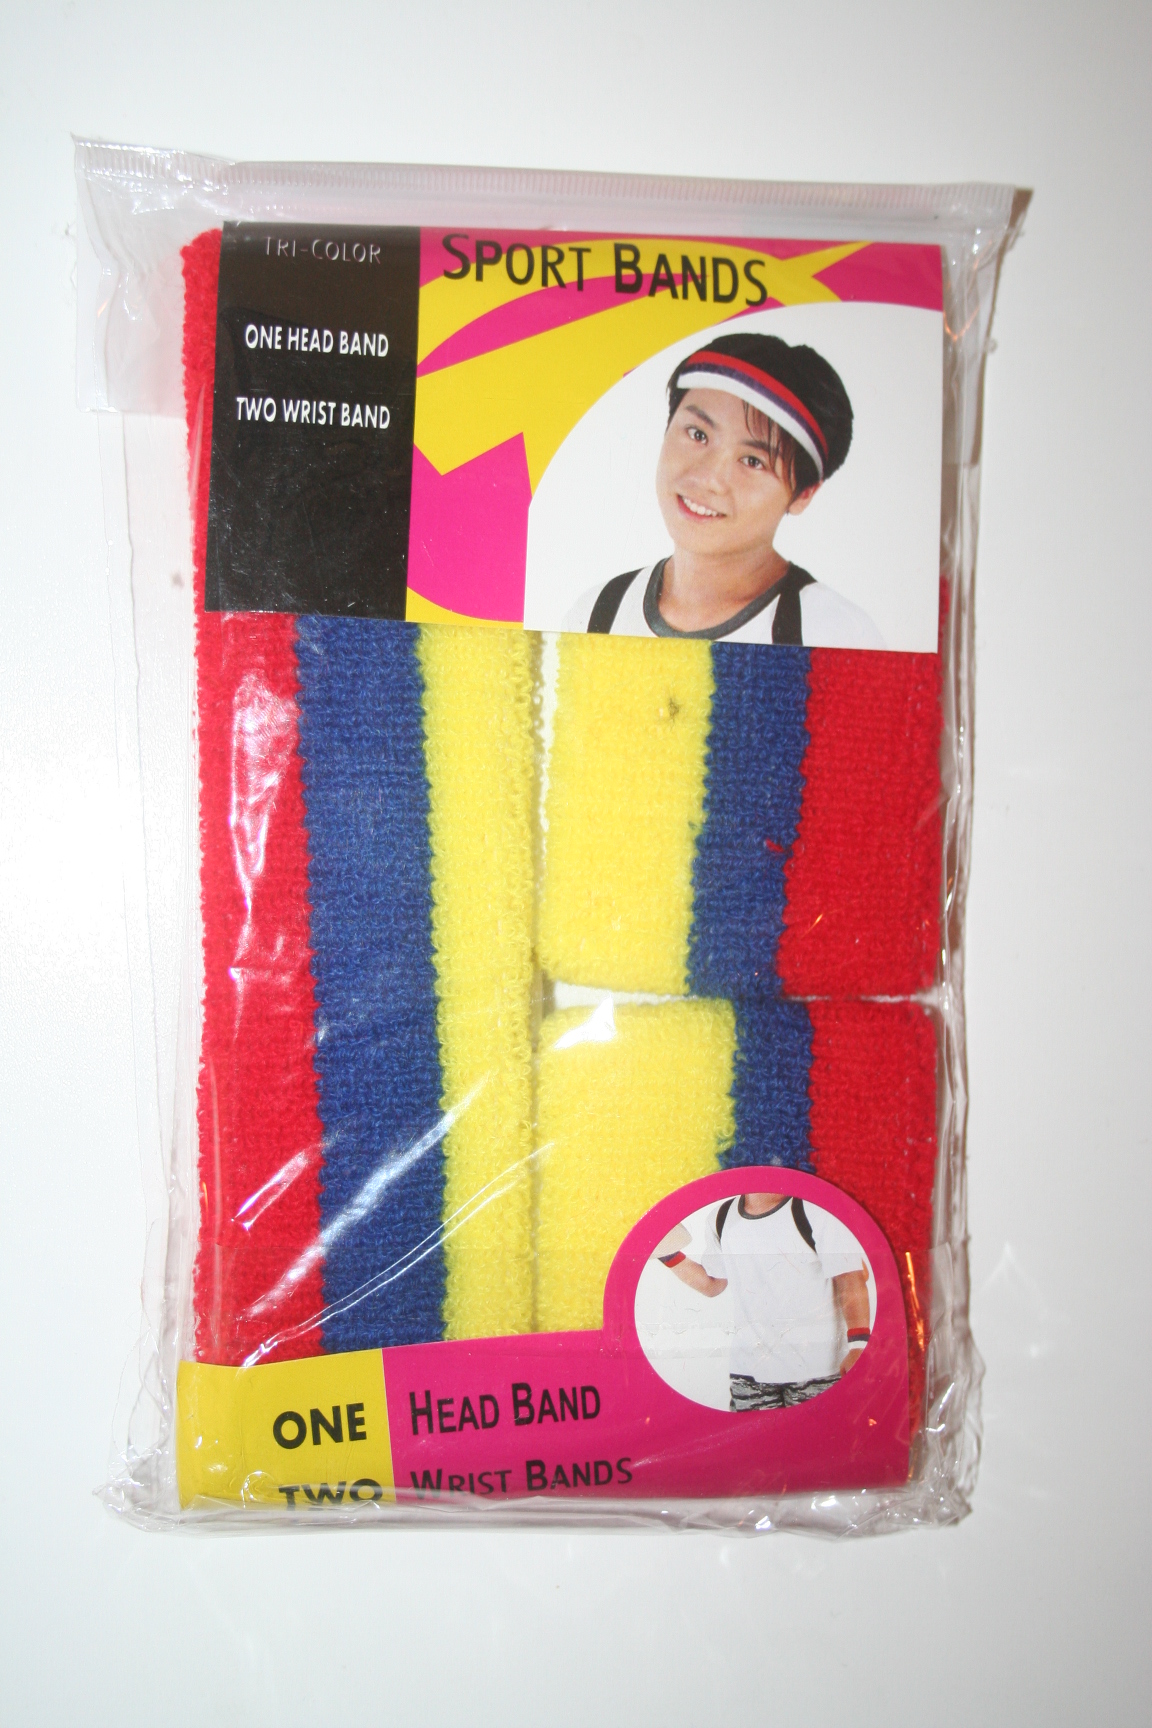 TRI-COLOR
ONE HEAD BAND
TWO WRIST BAND
SPORT BANDS
ONE HEAD BAND
TWO WRIST BANDS